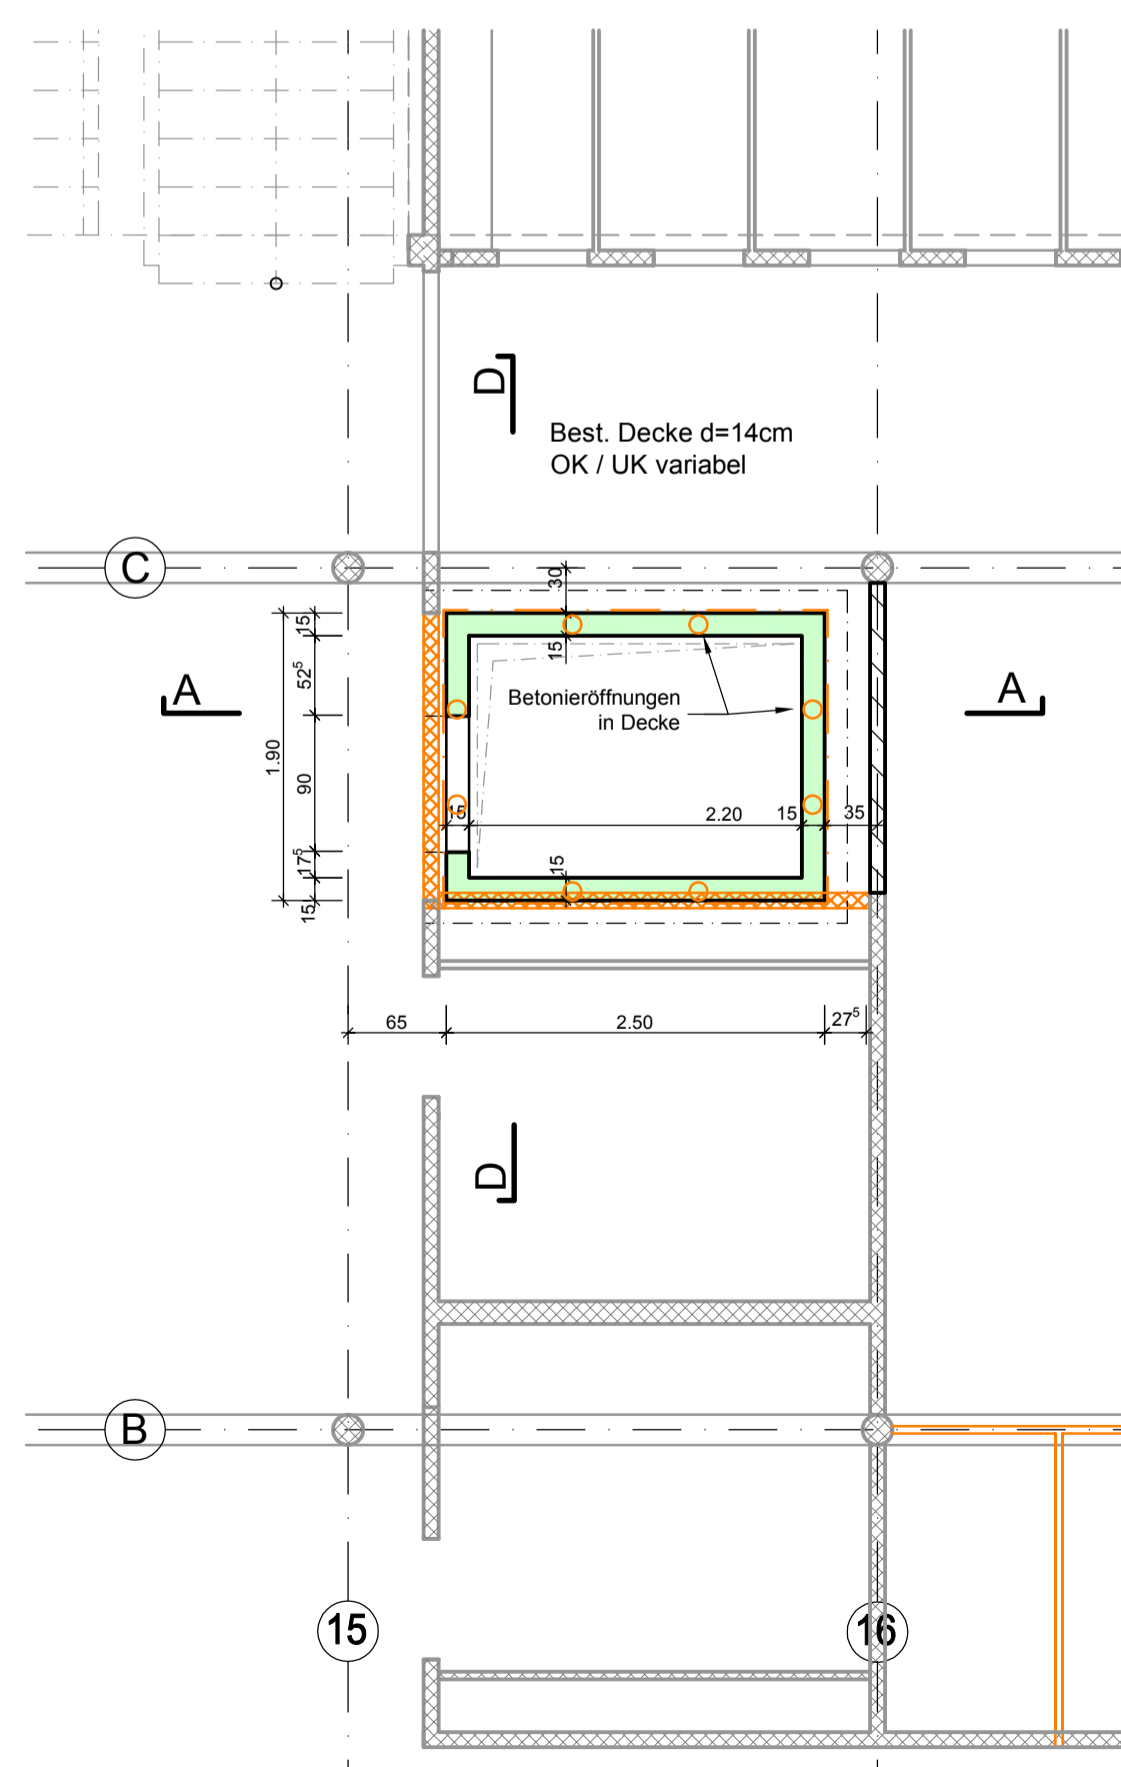 D
Best. Decke d=14cm
OK / UK variabel
C
30
15
15
52⁵
A
A
Betonieröffnungen
in Decke
1.90
90
15
2.20
15
35
17⁵
15
15
65
2.50
27⁵
D
B
15
16